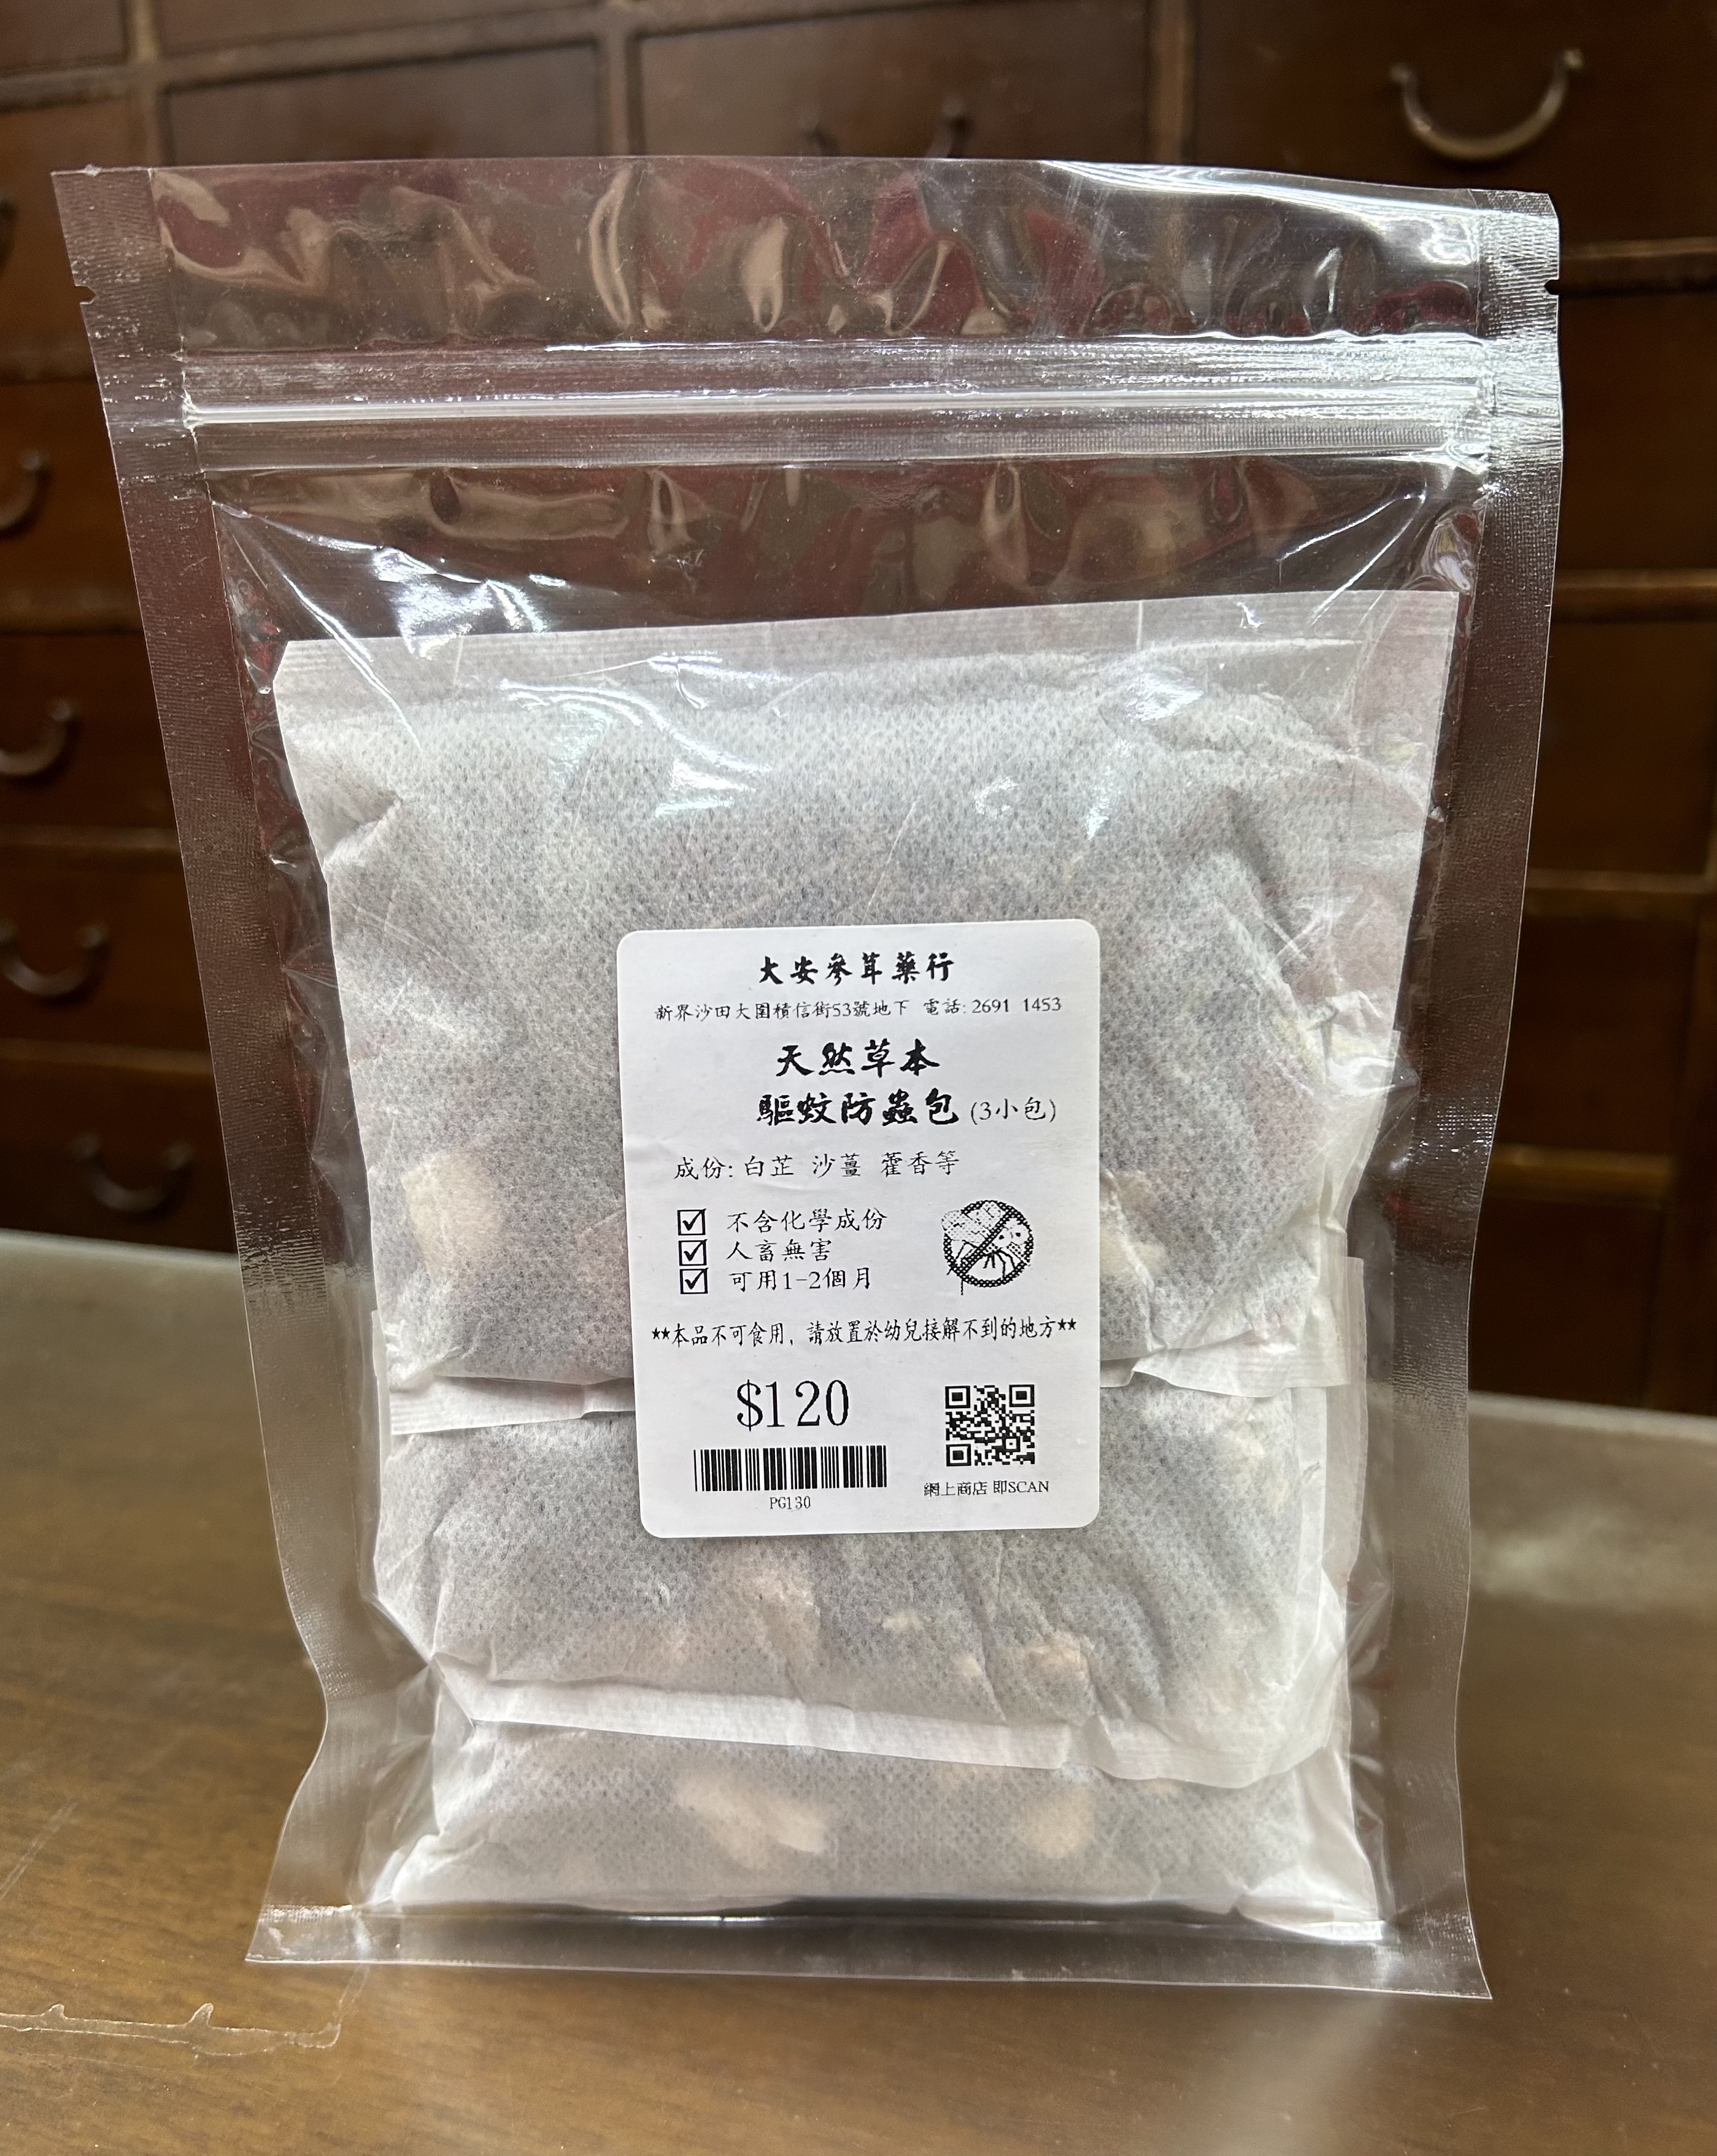 大安參茸藥行
新界沙田大圍積信街53號地下 電話: 2691 1453
天然草本
驅蚊防蟲包 (3小包)
成份: 白芷 沙薑 藿香等
☑ 不含化學成份
☑ 人畜無害
☑ 可用1-2個月
**本品不可食用, 請放置於幼兒接解不到的地方**
$120
PG130
網上商店 即SCAN